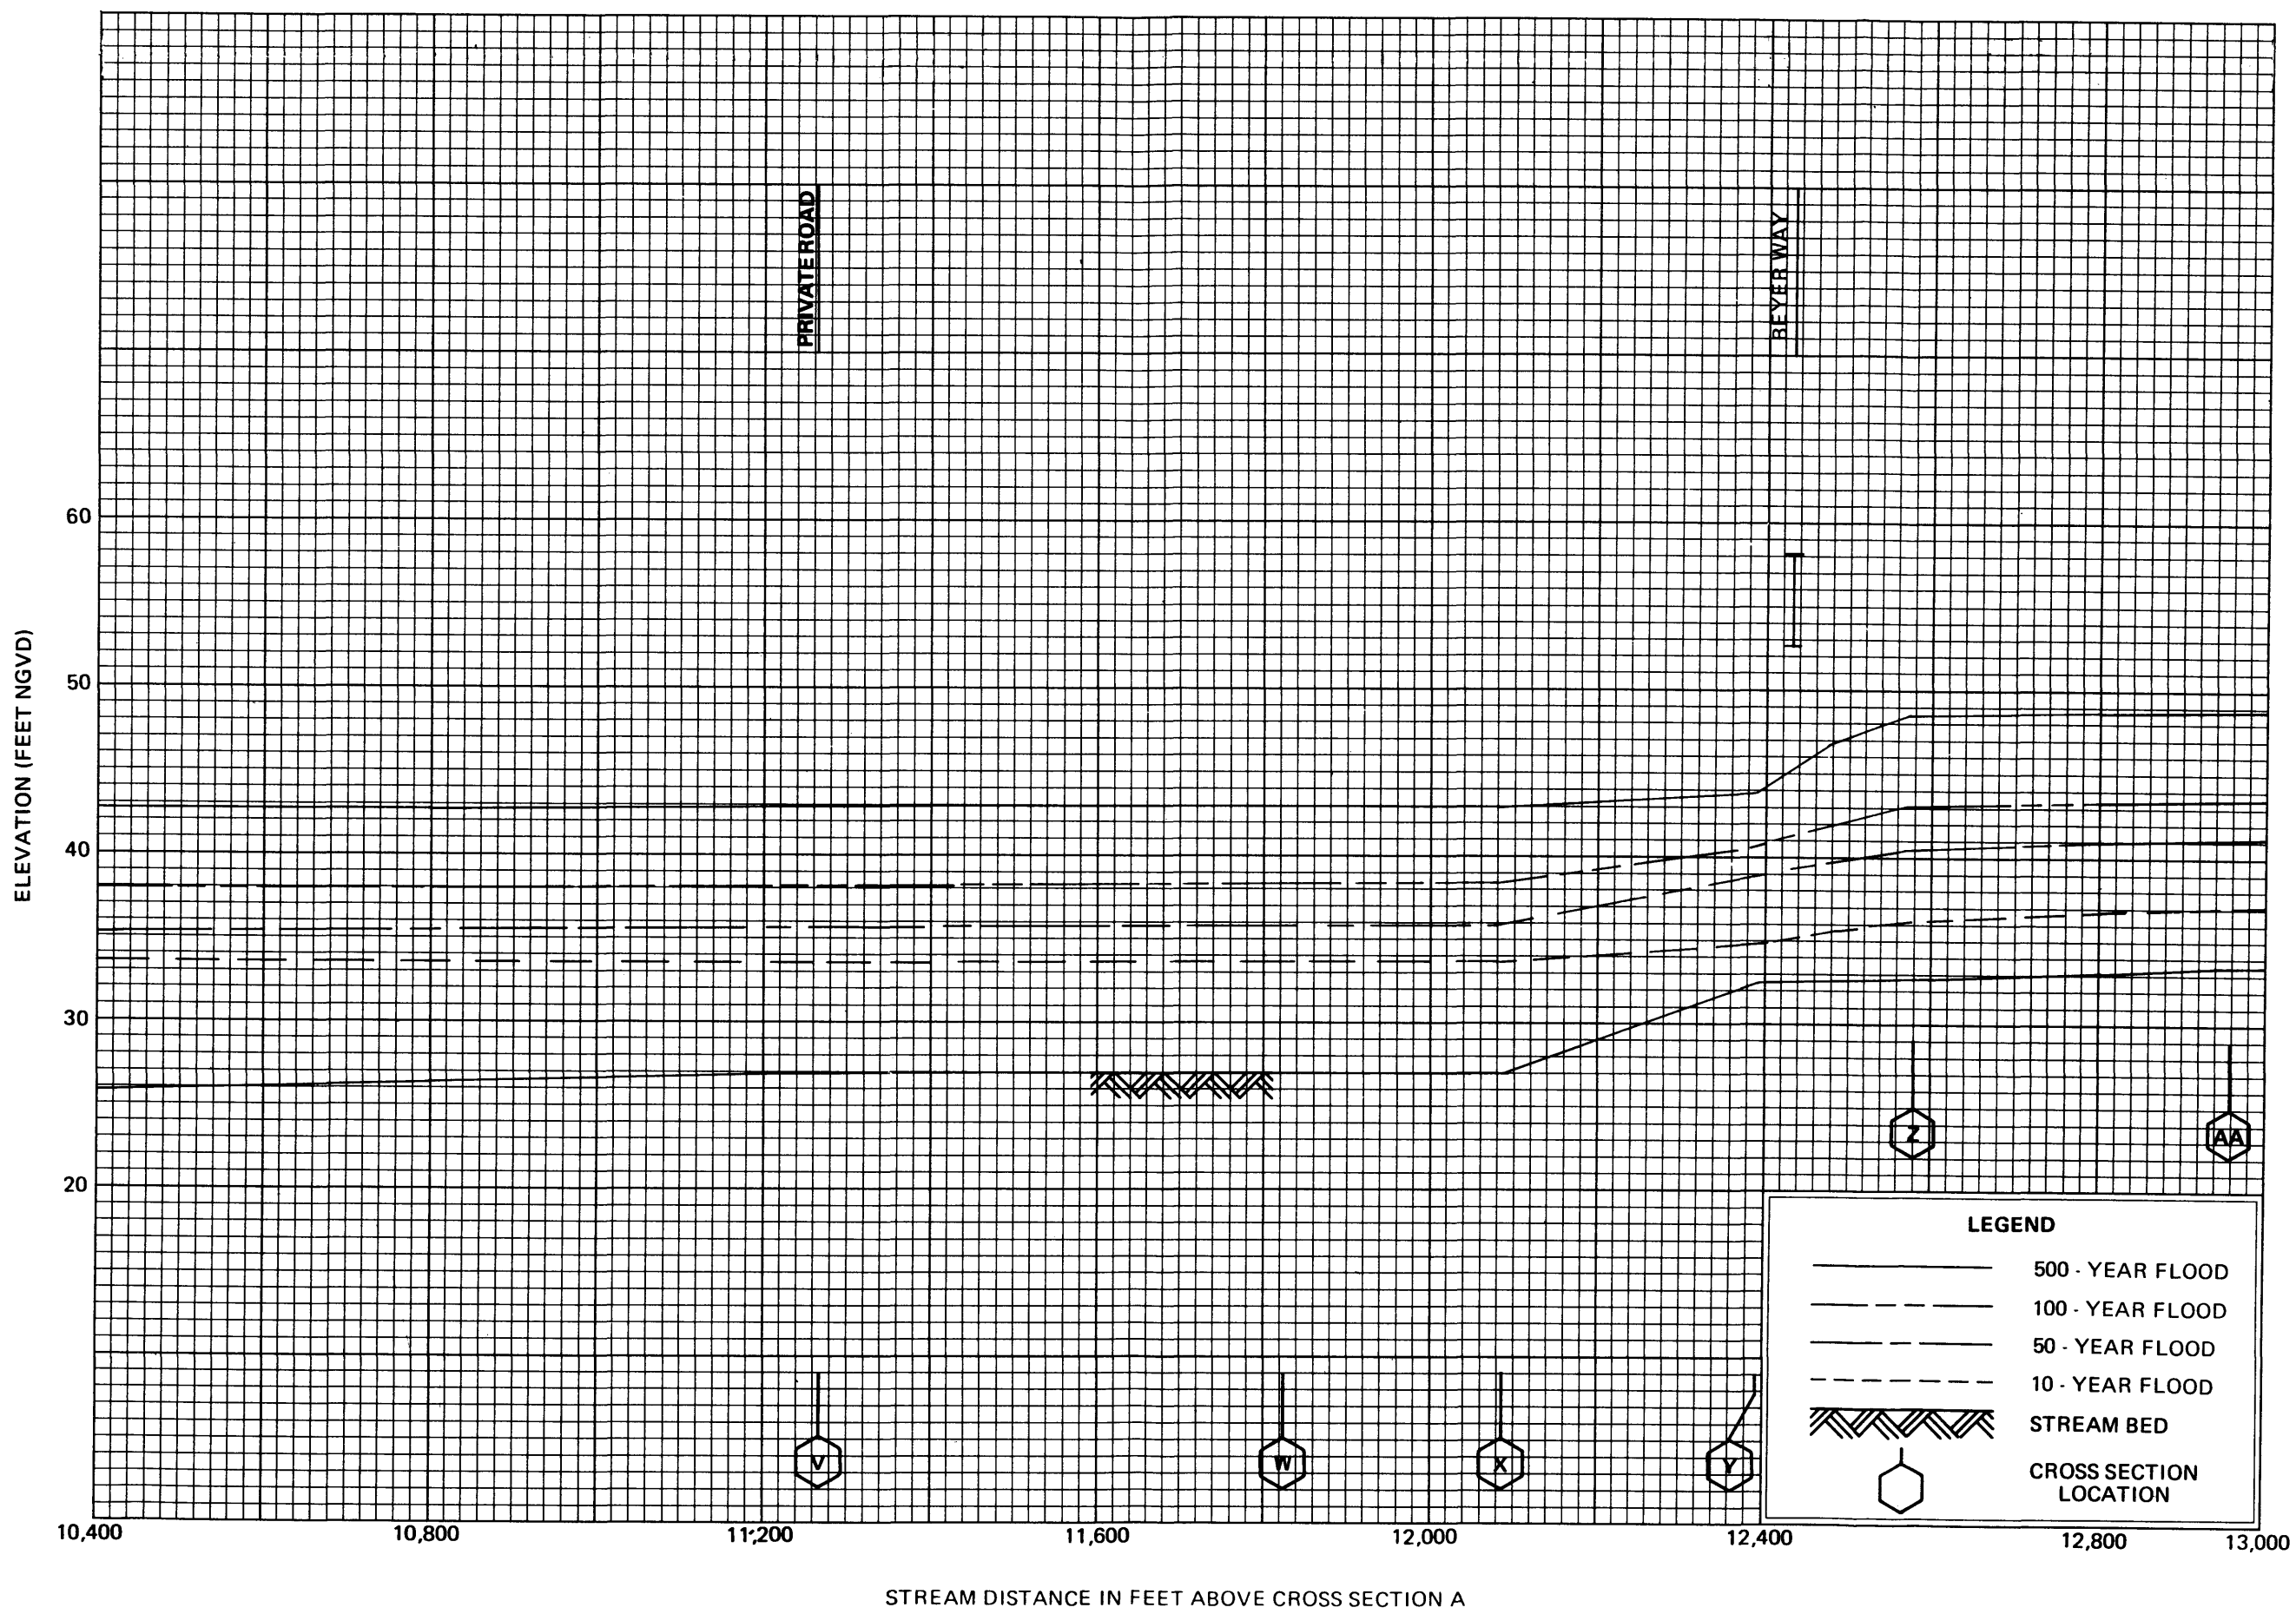 PRIVATE ROAD
REYER WAY
ELEVATION (FEET NGVD)
60
50
40
30
20
Z
AA
V
W
X
Y
LEGEND
500 - YEAR FLOOD
100 - YEAR FLOOD
50 - YEAR FLOOD
10 - YEAR FLOOD
STREAM BED
CROSS SECTION
LOCATION
10,400
10,800
11,200
11,600
12,000
12,400
12,800
13,000
STREAM DISTANCE IN FEET ABOVE CROSS SECTION A